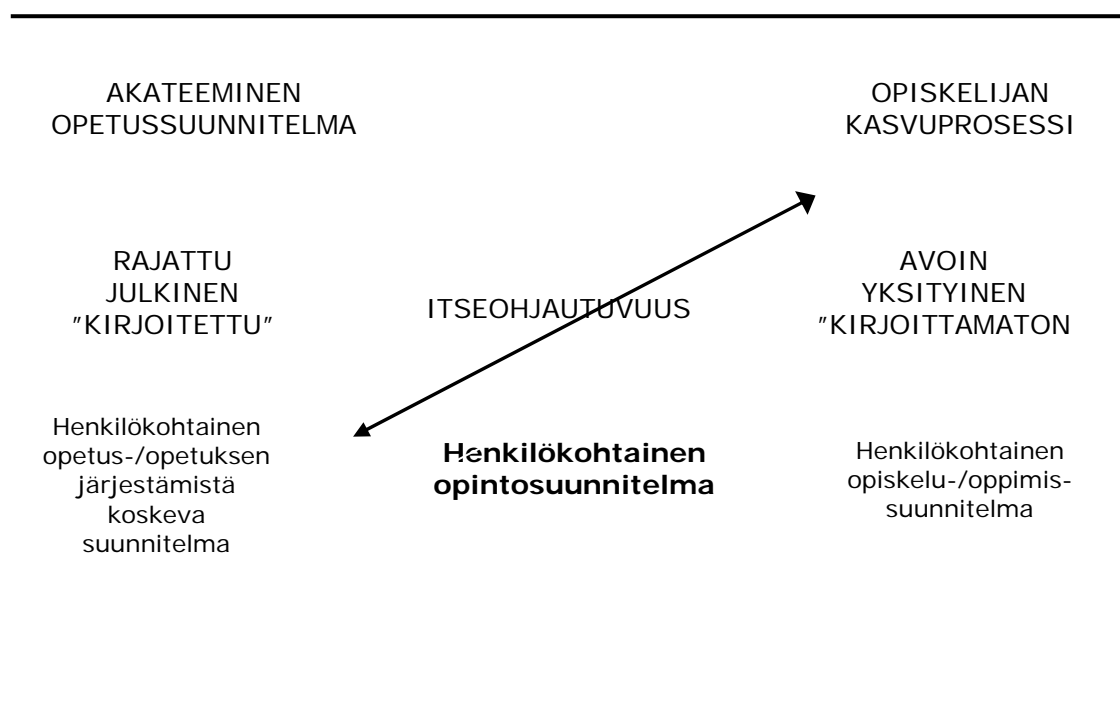 AKATEEMINEN
OPETUSSUUNNITELMA
OPISKELIJAN
KASVUPROSESSI
RAJATTU
JULKINEN
"KIRJOITETTU"
ITSEOHJAUTUVUUS
AVOIN
YKSITYINEN
"KIRJOITTAMATON
Henkilökohtainen
opetus-/opetuksen
järjestämistä
koskeva
suunnitelma
Henkilökohtainen
opintosuunnitelma
Henkilökohtainen
opiskelu-/oppimis-
suunnitelma